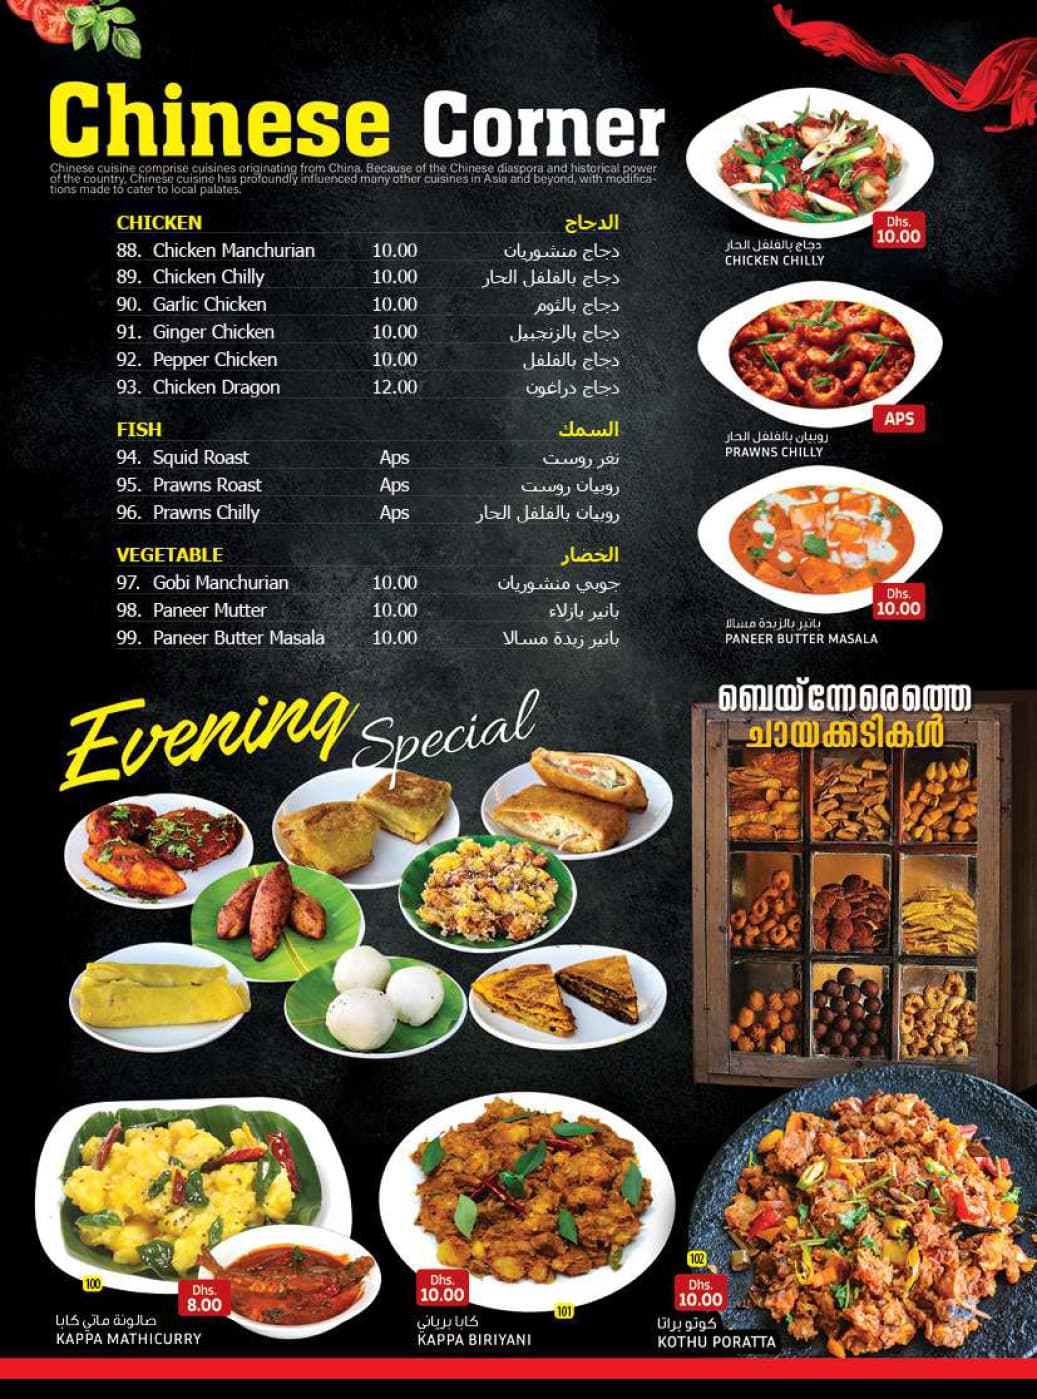 Chinese Corner
Chinese cuisine comprise cuisines originating from China. Because of the Chinese diaspora and historical power
of the country, Chinese cuisine has profoundly influenced many other cuisines in Asia and beyond, with modifica-
tions made to cater to local palates.
CHICKEN الدجاج
88. Chicken Manchurian 10.00 دجاج منشوريان
89. Chicken Chilly 10.00 دجاج بالفلفل الحار
90. Garlic Chicken 10.00 دجاج بالثوم
91. Ginger Chicken 10.00 دجاج بالزنجبيل
92. Pepper Chicken 10.00 دجاج بالفلفل
93. Chicken Dragon 12.00 دجاج دراغون
FISH السمك
94. Squid Roast Aps نغر روست
95. Prawns Roast Aps روبيان روست
96. Prawns Chilly Aps روبيان بالفلفل الحار
VEGETABLE الخضار
97. Gobi Manchurian 10.00 جوبي منشوريان
98. Paneer Mutter 10.00 بانير بازلاء
99. Paneer Butter Masala 10.00 بانير زبدة مسالا
Dhs.
10.00
دجاج بالفلفل الحار
CHICKEN CHILLY
APS
روبيان بالفلفل الحار
PRAWNS CHILLY
Dhs.
10.00
بانير بالزبدة مسالا
PANEER BUTTER MASALA
Evening Special
ബെയ്ന്നേരത്തെ
ചായക്കടികൾ
100
Dhs.
8.00
صالونة ماتي كابا
KAPPA MATHICURRY
Dhs.
10.00
101
كابا برياني
KAPPA BIRIYANI
102
Dhs.
10.00
كوتو براتا
KOTHU PORATTA